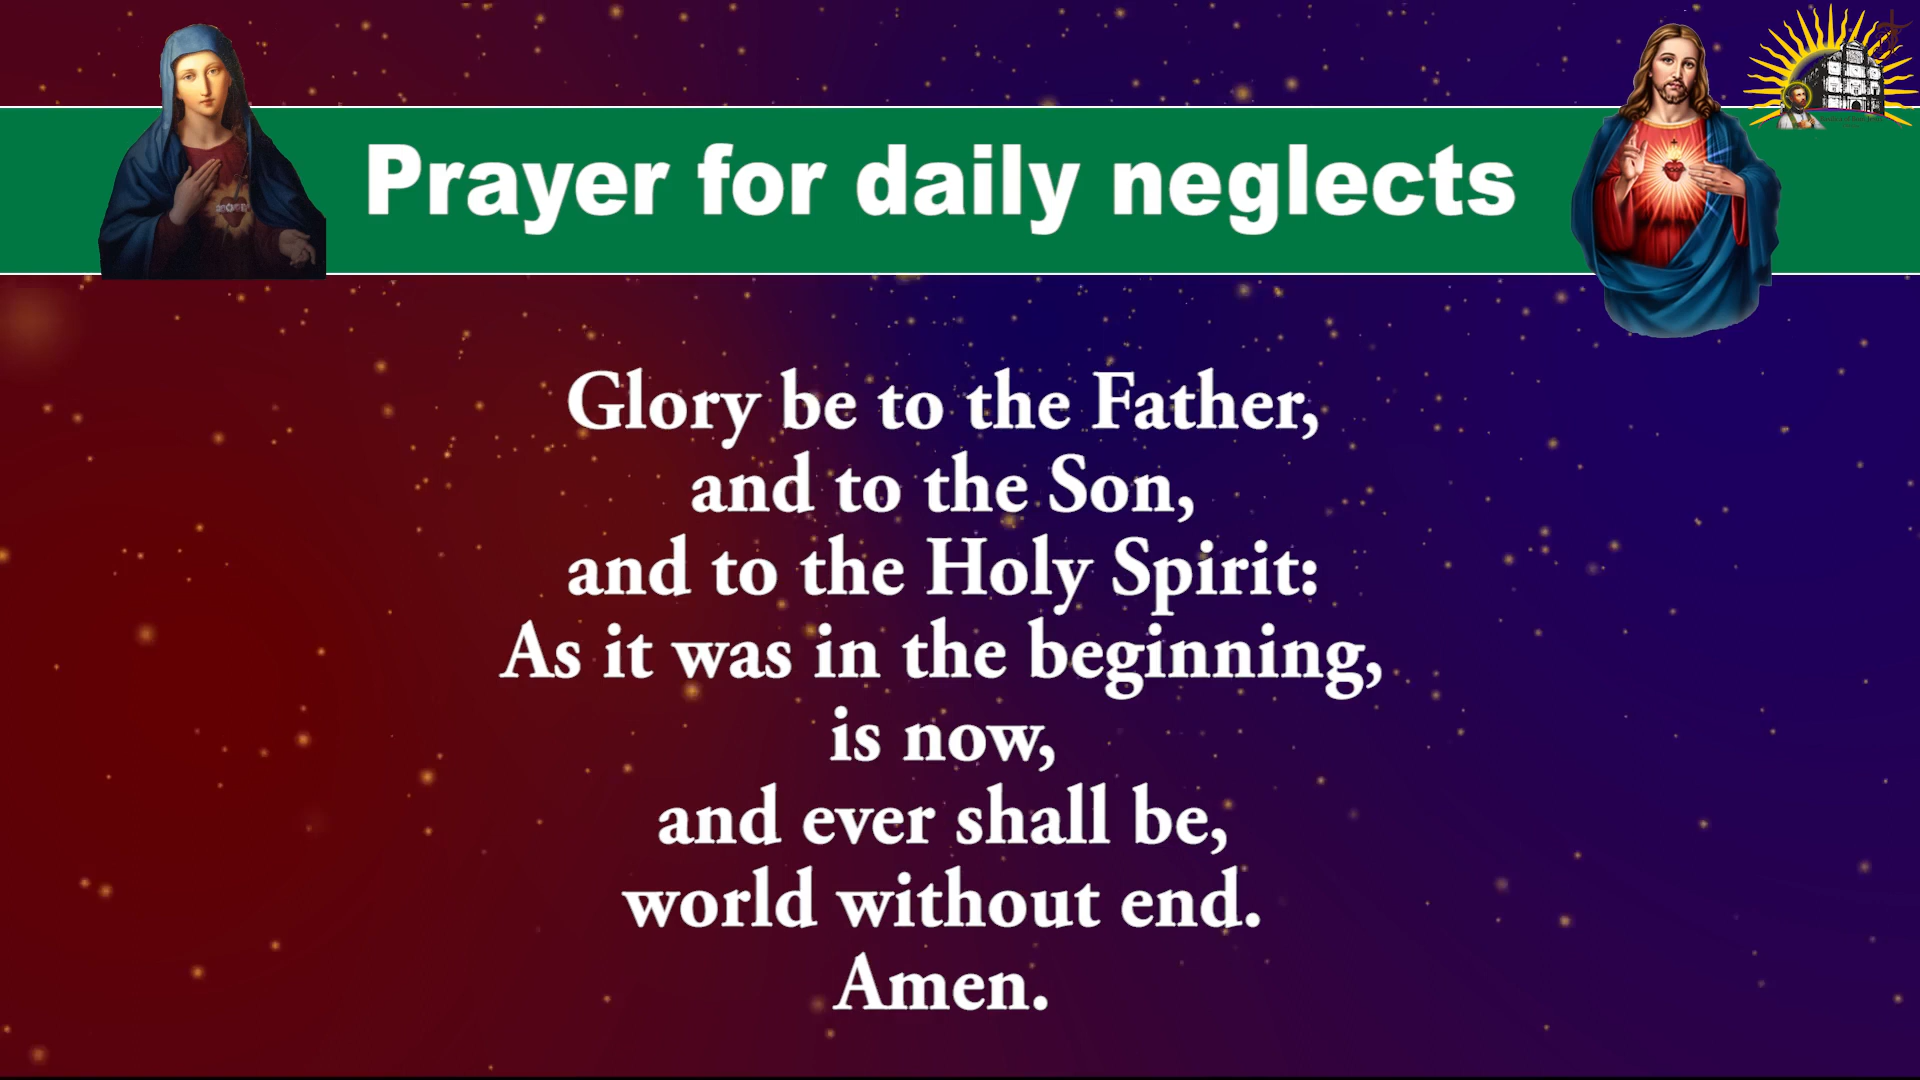 Prayer for daily neglects
Glory be to the Father,
and to the Son,
and to the Holy Spirit:
As it was in the beginning,
is now,
and ever shall be,
world without end.
Amen.